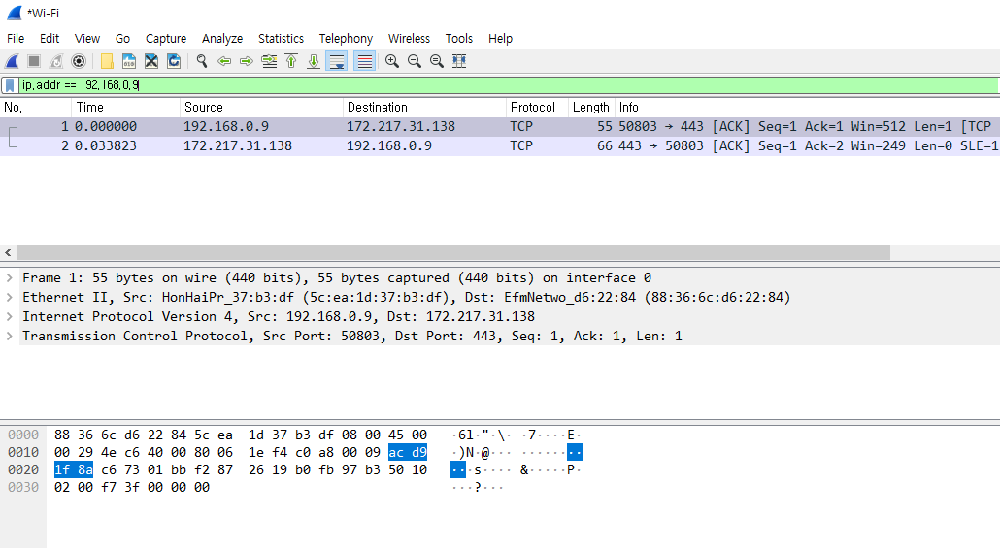 *Wi-Fi
File Edit View Go Capture Analyze Statistics Telephony Wireless Tools Help
ip.addr == 192.168.0.9
No. Time Source Destination Protocol Length Info
1 0.000000 192.168.0.9 172.217.31.138 TCP 55 50803 → 443 [ACK] Seq=1 Ack=1 Win=512 Len=1 [TCP
2 0.033823 172.217.31.138 192.168.0.9 TCP 66 443 → 50803 [ACK] Seq=1 Ack=2 Win=249 Len=0 SLE=1
Frame 1: 55 bytes on wire (440 bits), 55 bytes captured (440 bits) on interface 0
Ethernet II, Src: HonHaiPr_37:b3:df (5c:ea:1d:37:b3:df), Dst: EfmNetwo_d6:22:84 (88:36:6c:d6:22:84)
Internet Protocol Version 4, Src: 192.168.0.9, Dst: 172.217.31.138
Transmission Control Protocol, Src Port: 50803, Dst Port: 443, Seq: 1, Ack: 1, Len: 1
0000 88 36 6c d6 22 84 5c ea 1d 37 b3 df 08 00 45 00 ·6l·"·\· ·7····E·
0010 00 29 4e c6 40 00 80 06 1e f4 c0 a8 00 09 ac d9 ·)N·@··· ········
0020 1f 8a c6 73 01 bb f2 87 26 19 b0 fb 97 b3 50 10 ···s···· &·····P·
0030 02 00 f7 3f 00 00 00 ···?···